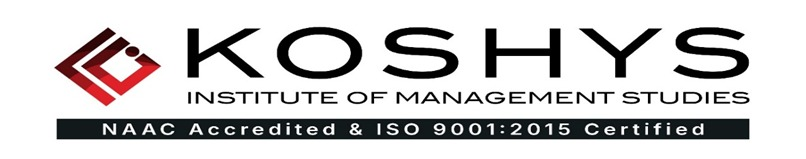 KOSHYS
INSTITUTE OF MANAGEMENT STUDIES
NAAC Accredited & ISO 9001:2015 Certified